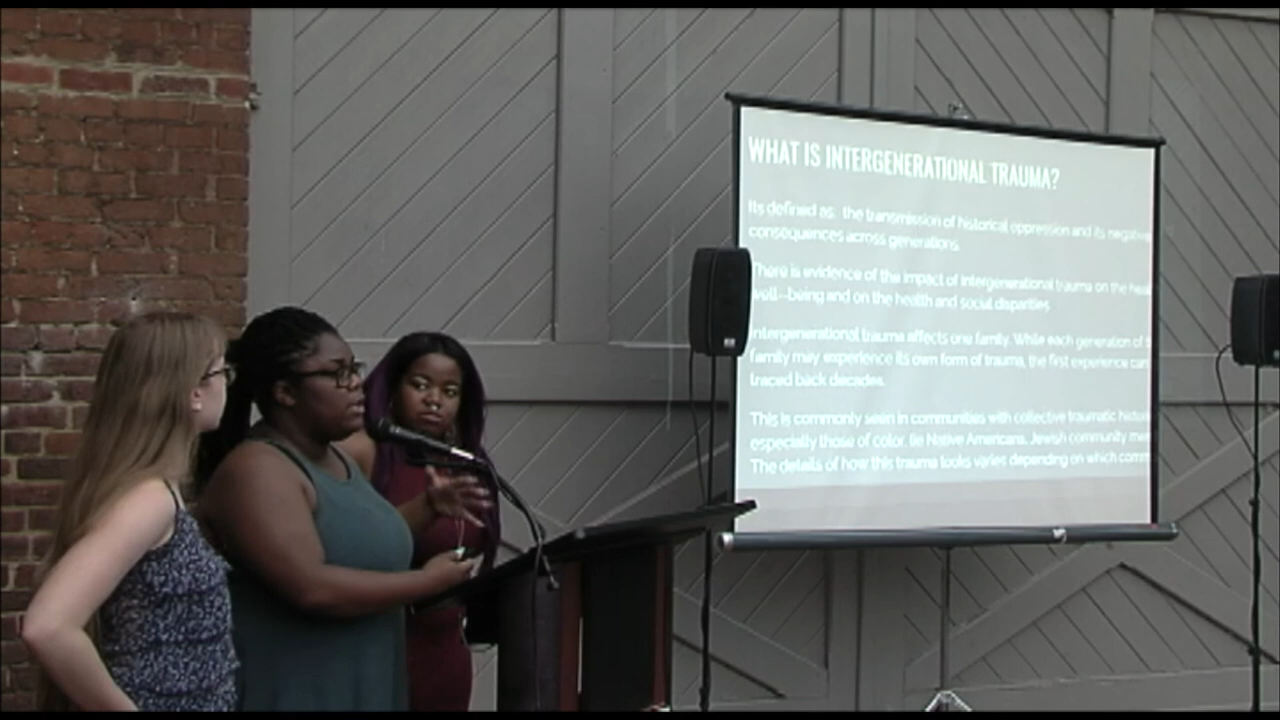 WHAT IS INTERGENERATIONAL TRAUMA?
Its defined as: the transmission of historical oppression and its negative
consequences across generations.
There is evidence of the impact of intergenerational trauma on the
well--being and on the health and social disparities
Intergenerational trauma affects one family. While each generation of
family may experience its own form of trauma, the first experience can
traced back decades.
This is commonly seen in communities with collective traumatic
especially those of color. Ie Native Americans. Jewish community
The details of how this trauma looks varies depending on which